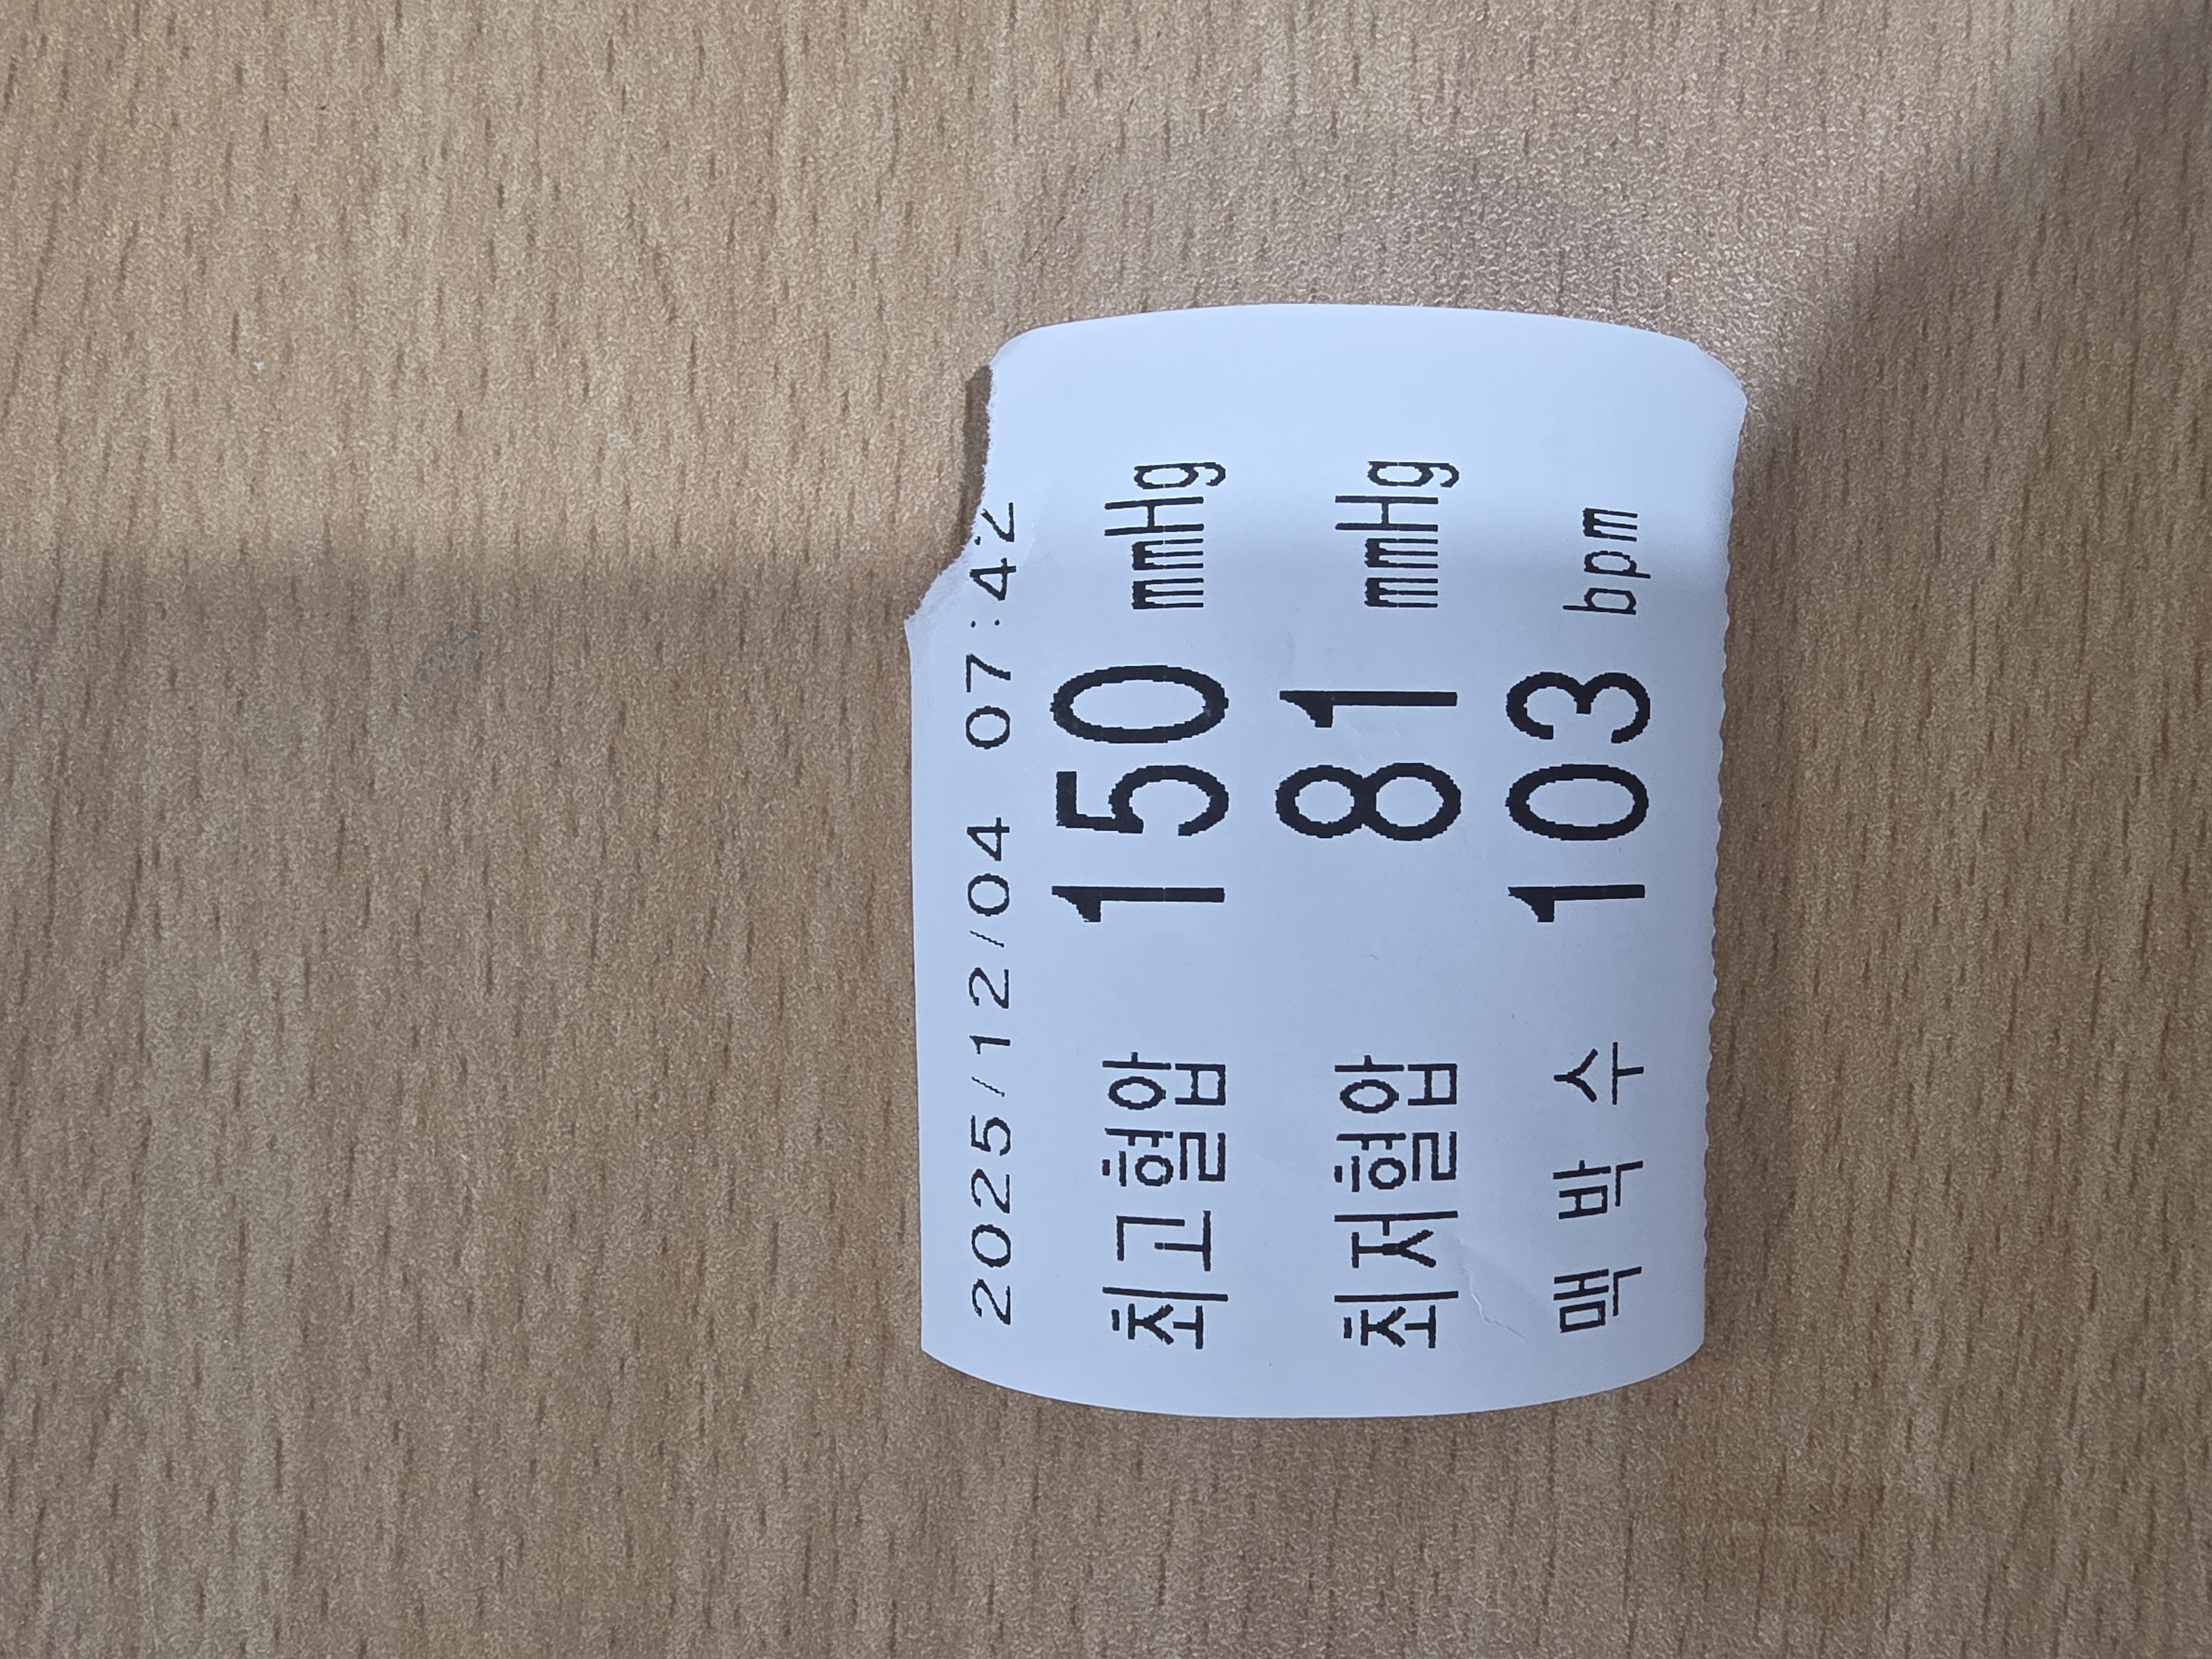 2025/12/04 07:42
최고혈압 150 mmHg
최저혈압 81 mmHg
맥 박 수 103 bpm